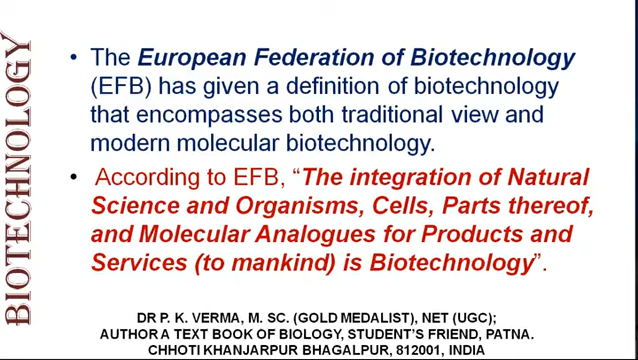 BIOTECHNOLOGY
• The European Federation of Biotechnology
(EFB) has given a definition of biotechnology
that encompasses both traditional view and
modern molecular biotechnology.
• According to EFB, “The integration of Natural
Science and Organisms, Cells, Parts thereof,
and Molecular Analogues for Products and
Services (to mankind) is Biotechnology”.
DR P. K. VERMA, M. SC. (GOLD MEDALIST), NET (UGC);
AUTHOR A TEXT BOOK OF BIOLOGY, STUDENT’S FRIEND, PATNA.
CHHOTI KHANJARPUR BHAGALPUR, 812001, INDIA